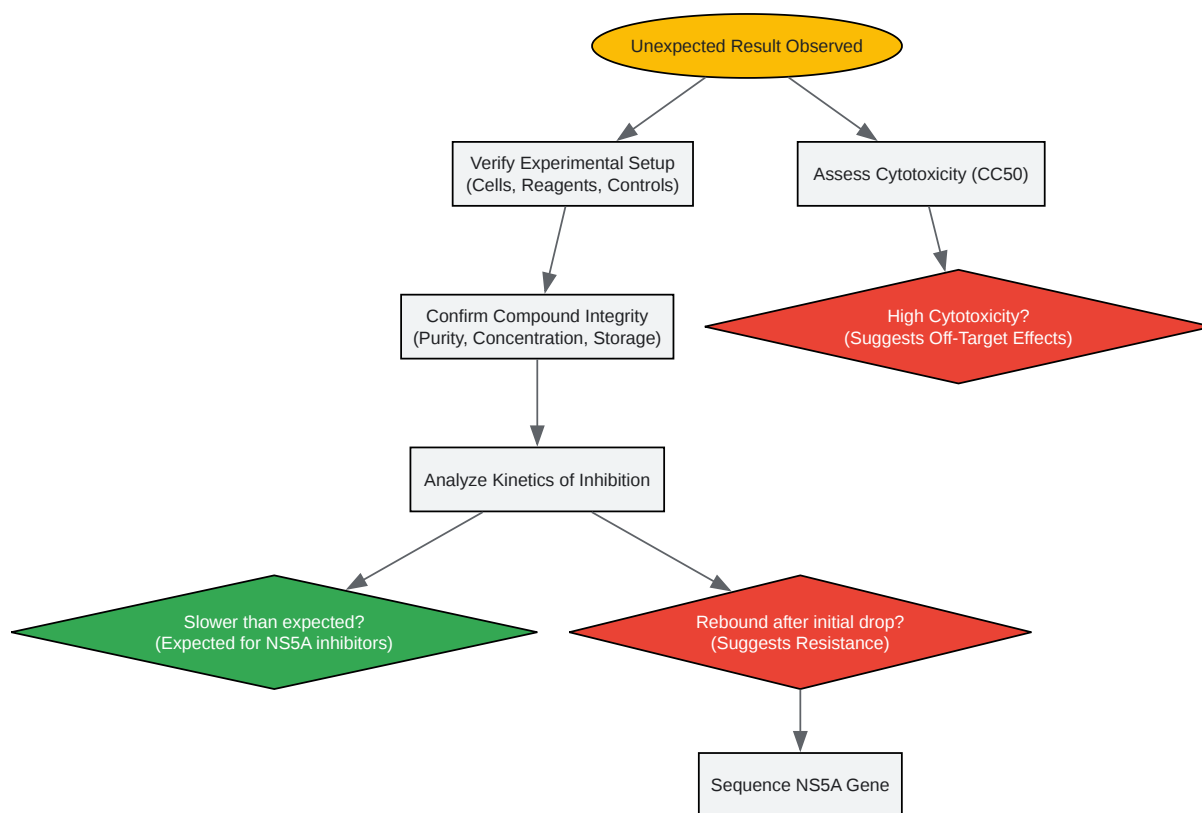 Unexpected Result Observed
Verify Experimental Setup
(Cells, Reagents, Controls)
Assess Cytotoxicity (CC50)
Confirm Compound Integrity
(Purity, Concentration, Storage)
High Cytotoxicity?
(Suggests Off-Target Effects)
Analyze Kinetics of Inhibition
Slower than expected?
(Expected for NS5A inhibitors)
Rebound after initial drop?
(Suggests Resistance)
Sequence NS5A Gene